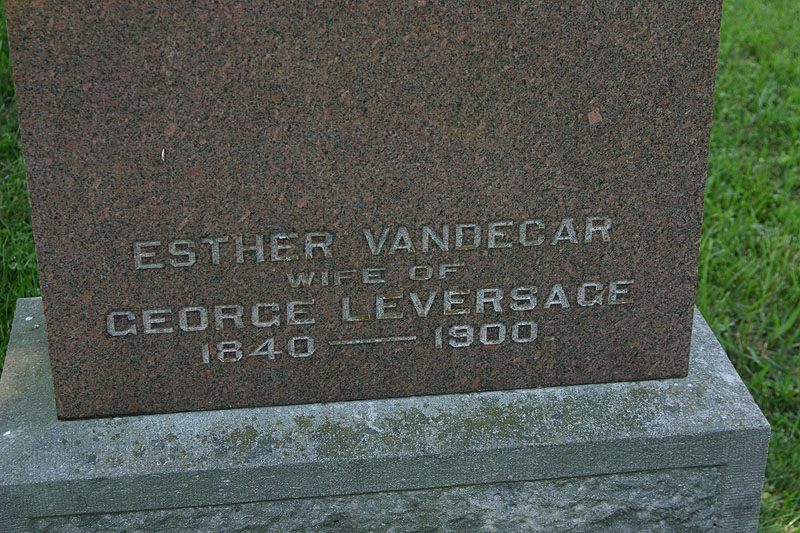 ESTHER VANDECAR
WIFE OF
GEORGE LEVERSAGE
1840 — 1900